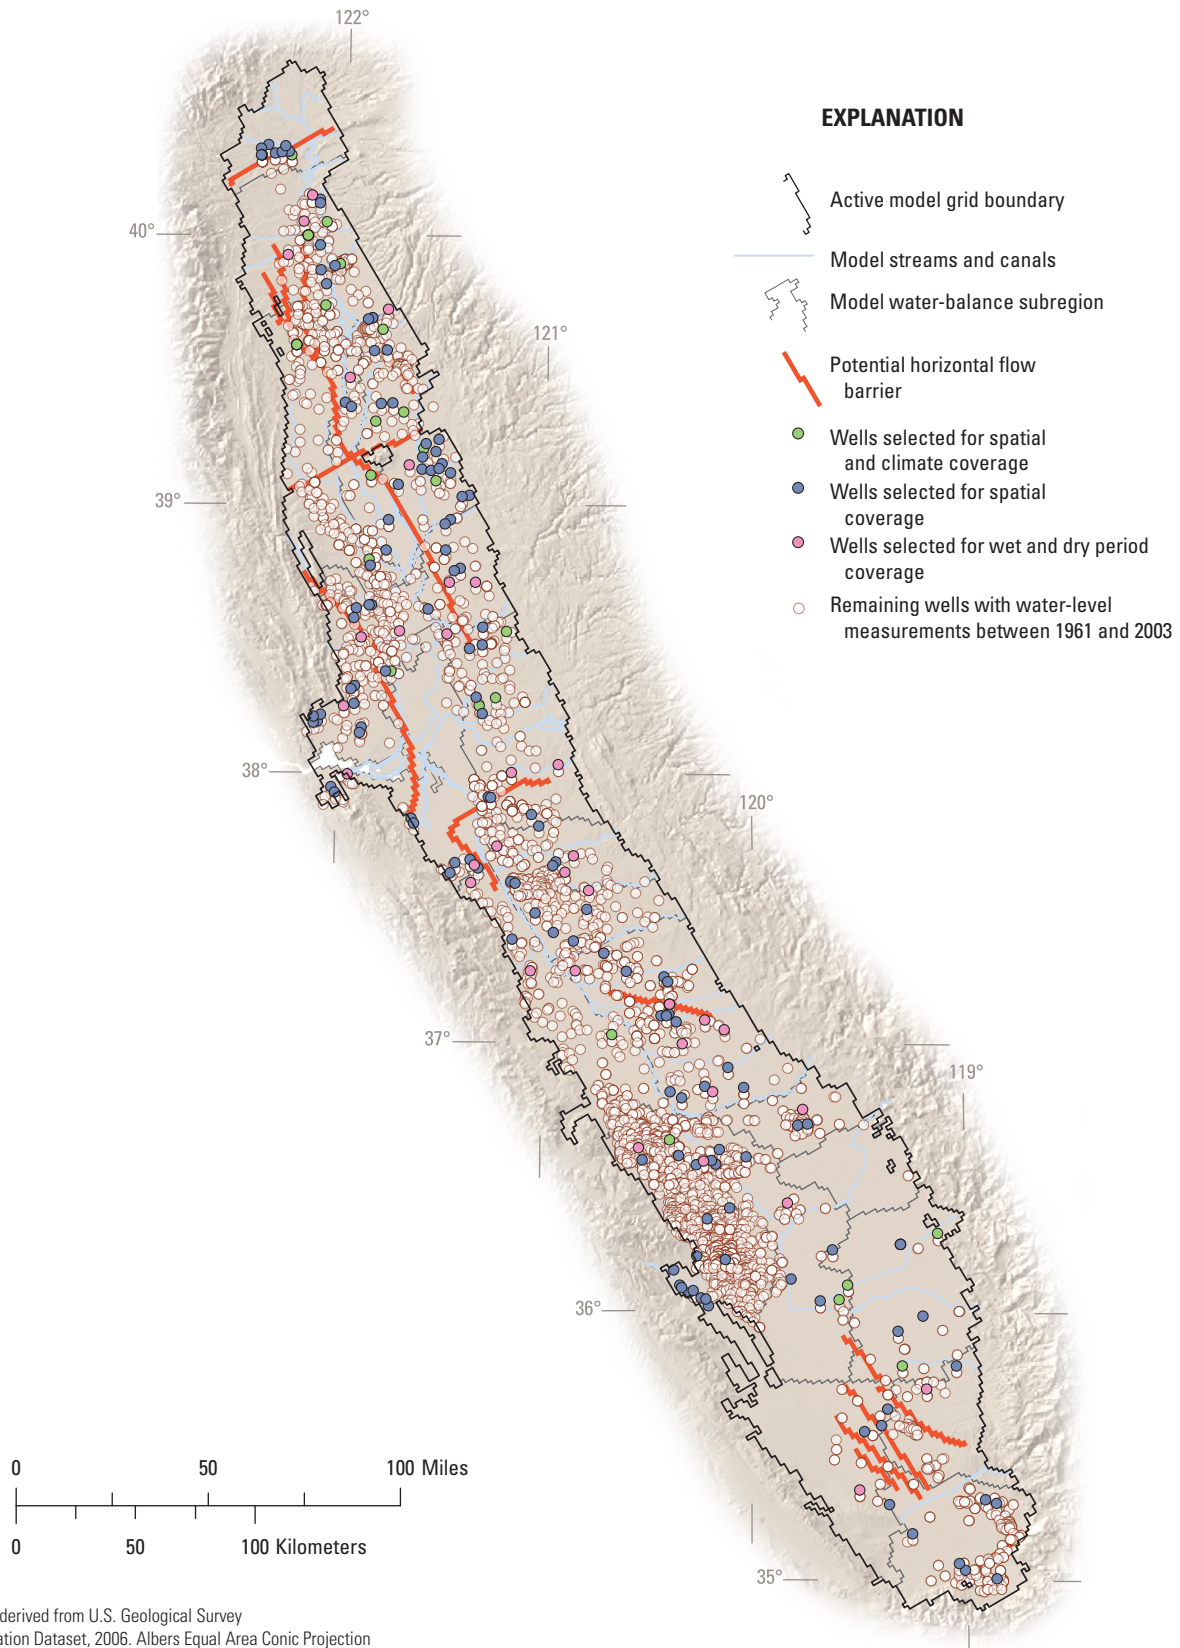 122°
EXPLANATION
Active model grid boundary
40°
Model streams and canals
Model water-balance subregion
121°
Potential horizontal flow
barrier
Wells selected for spatial
and climate coverage
39°
Wells selected for spatial
coverage
Wells selected for wet and dry period
coverage
Remaining wells with water-level
measurements between 1961 and 2003
38°
120°
37°
119°
36°
0 50 100 Miles
0 50 100 Kilometers
35°
derived from U.S. Geological Survey
ation Dataset, 2006. Albers Equal Area Conic Projection